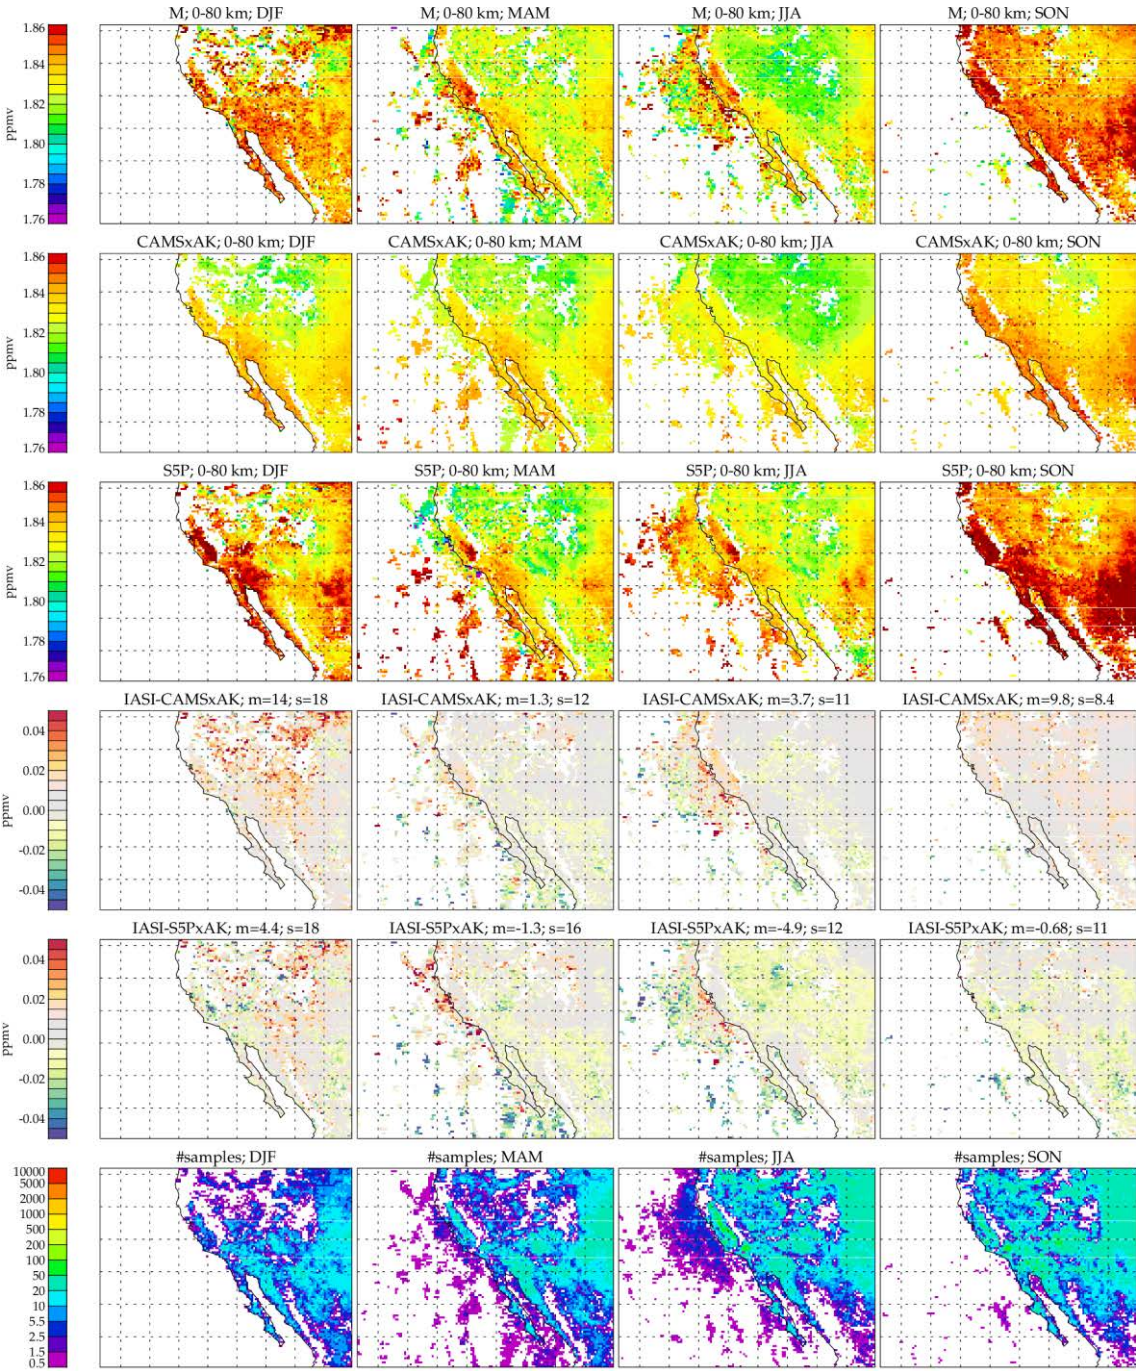 M; 0-80 km; DJF
M; 0-80 km; MAM
M; 0-80 km; JJA
M; 0-80 km; SON
1.86
1.84
1.82
1.80
1.78
1.76
ppmv
CAMSxAK; 0-80 km; DJF
CAMSxAK; 0-80 km; MAM
CAMSxAK; 0-80 km; JJA
CAMSxAK; 0-80 km; SON
1.86
1.84
1.82
1.80
1.78
1.76
ppmv
S5P; 0-80 km; DJF
S5P; 0-80 km; MAM
S5P; 0-80 km; JJA
S5P; 0-80 km; SON
1.86
1.84
1.82
1.80
1.78
1.76
ppmv
IASI-CAMSxAK; m=14; s=18
IASI-CAMSxAK; m=1.3; s=12
IASI-CAMSxAK; m=3.7; s=11
IASI-CAMSxAK; m=9.8; s=8.4
0.04
0.02
0.00
-0.02
-0.04
ppmv
IASI-S5PxAK; m=4.4; s=18
IASI-S5PxAK; m=-1.3; s=16
IASI-S5PxAK; m=-4.9; s=12
IASI-S5PxAK; m=-0.68; s=11
0.04
0.02
0.00
-0.02
-0.04
ppmv
#samples; DJF
#samples; MAM
#samples; JJA
#samples; SON
10000
5000
2000
1000
500
200
100
50
20
10
5.5
2.5
1.5
0.5